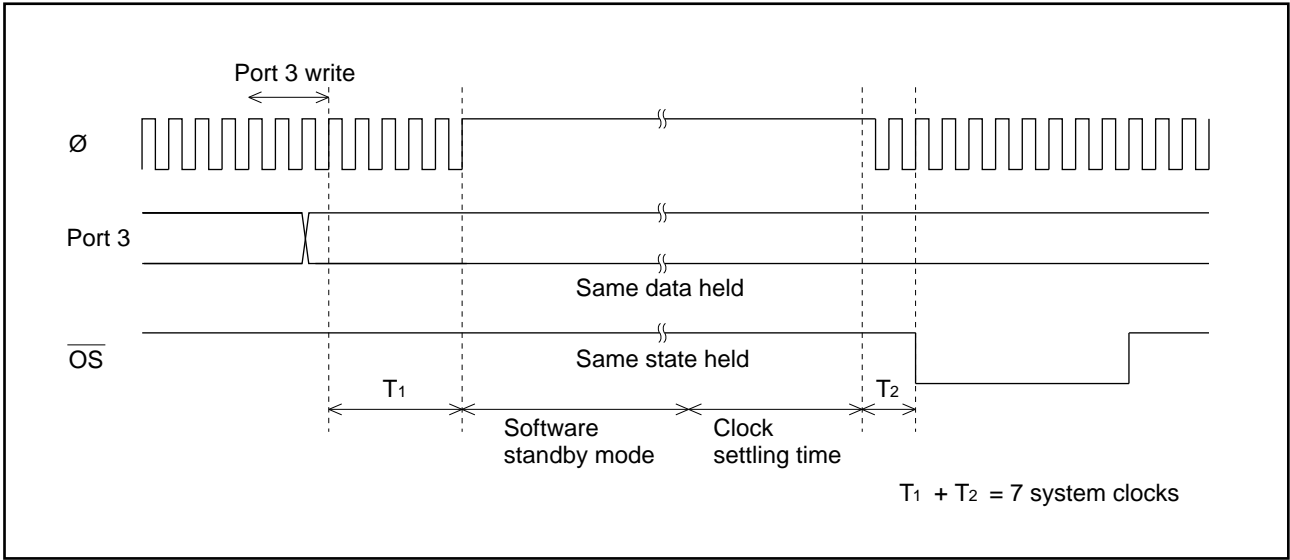 Port 3 write
Ø
Port 3
Same data held
OS
Same state held
T1
T2
Software
standby mode
Clock
settling time
T1 + T2 = 7 system clocks